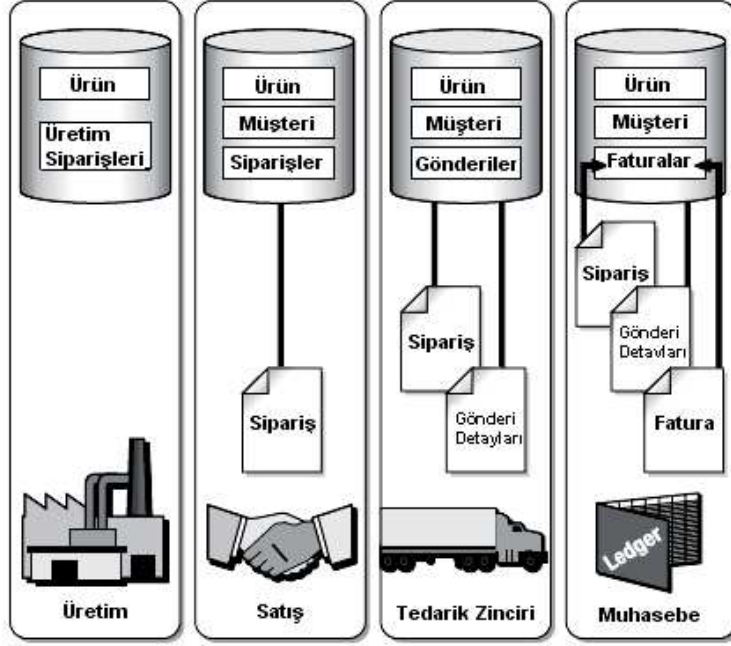 Ürün
Üretim
Siparişleri
Üretim
Ürün
Müşteri
Siparişler
Sipariş
Satış
Ürün
Müşteri
Gönderiler
Sipariş
Gönderi
Detayları
Tedarik Zinciri
Ürün
Müşteri
Faturalar
Sipariş
Gönderi
Detayları
Fatura
Ledger
Muhasebe